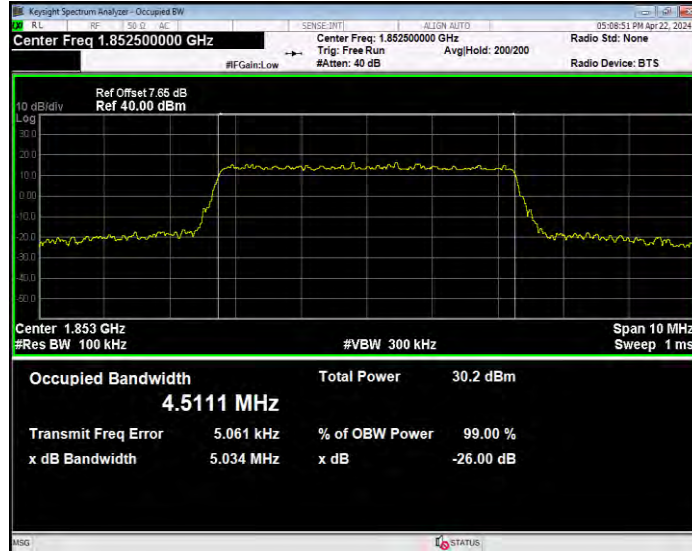 Keysight Spectrum Analyzer - Occupied BW
RL RF 50 Ω AC SENSE:INT ALIGN AUTO 05:08:51 PM Apr 22, 2024
Center Freq 1.852500000 GHz
Center Freq: 1.852500000 GHz
Radio Std: None
Trig: Free Run Avg|Hold: 200/200
#IFGain:Low #Atten: 40 dB Radio Device: BTS
Ref Offset 7.65 dB
10 dB/div Ref 40.00 dBm
Log
30.0
20.0
10.0
0.00
-10.0
-20.0
-30.0
-40.0
-50.0
Center 1.853 GHz Span 10 MHz
#Res BW 100 kHz #VBW 300 kHz Sweep 1 ms
Occupied Bandwidth Total Power 30.2 dBm
4.5111 MHz
Transmit Freq Error 5.061 kHz % of OBW Power 99.00 %
x dB Bandwidth 5.034 MHz x dB -26.00 dB
MSG STATUS